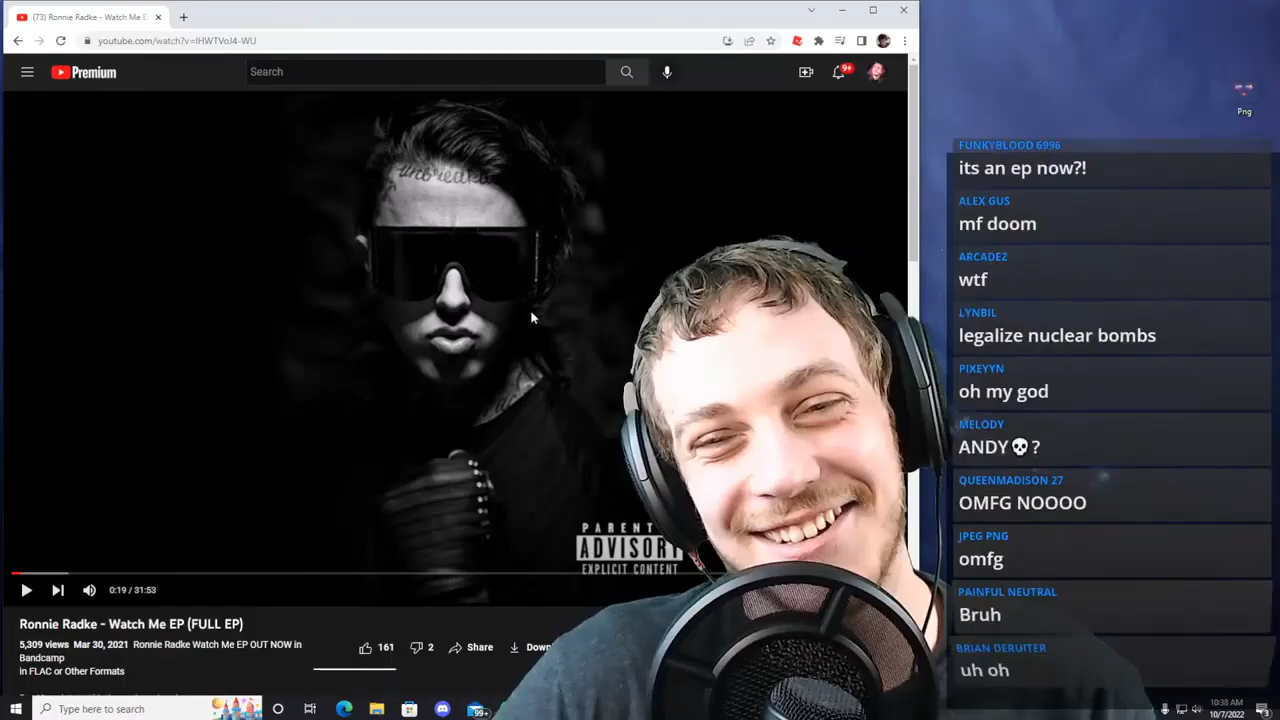 (73) Ronnie Radke - Watch Me E
youtube.com/watch?v=IHWTVoJ4-WU
Premium
Search
9+
Png
unbreakable
PARENT
ADVISORY
EXPLICIT CONTENT
0:19 / 31:53
Ronnie Radke - Watch Me EP (FULL EP)
5,309 views Mar 30, 2021 Ronnie Radke Watch Me EP OUT NOW in
Bandcamp
in FLAC or Other Formats
161
2
Share
Down
FUNKYBLOOD 6996
its an ep now?!
ALEX GUS
mf doom
ARCADEZ
wtf
LYNBIL
legalize nuclear bombs
PIXEYYN
oh my god
MELODY
ANDY💀?
QUEENMADISON 27
OMFG NOOOO
JPEG PNG
omfg
PAINFUL NEUTRAL
Bruh
BRIAN DERUITER
uh oh
Type here to search
99+
10:38 AM
10/7/2022
3